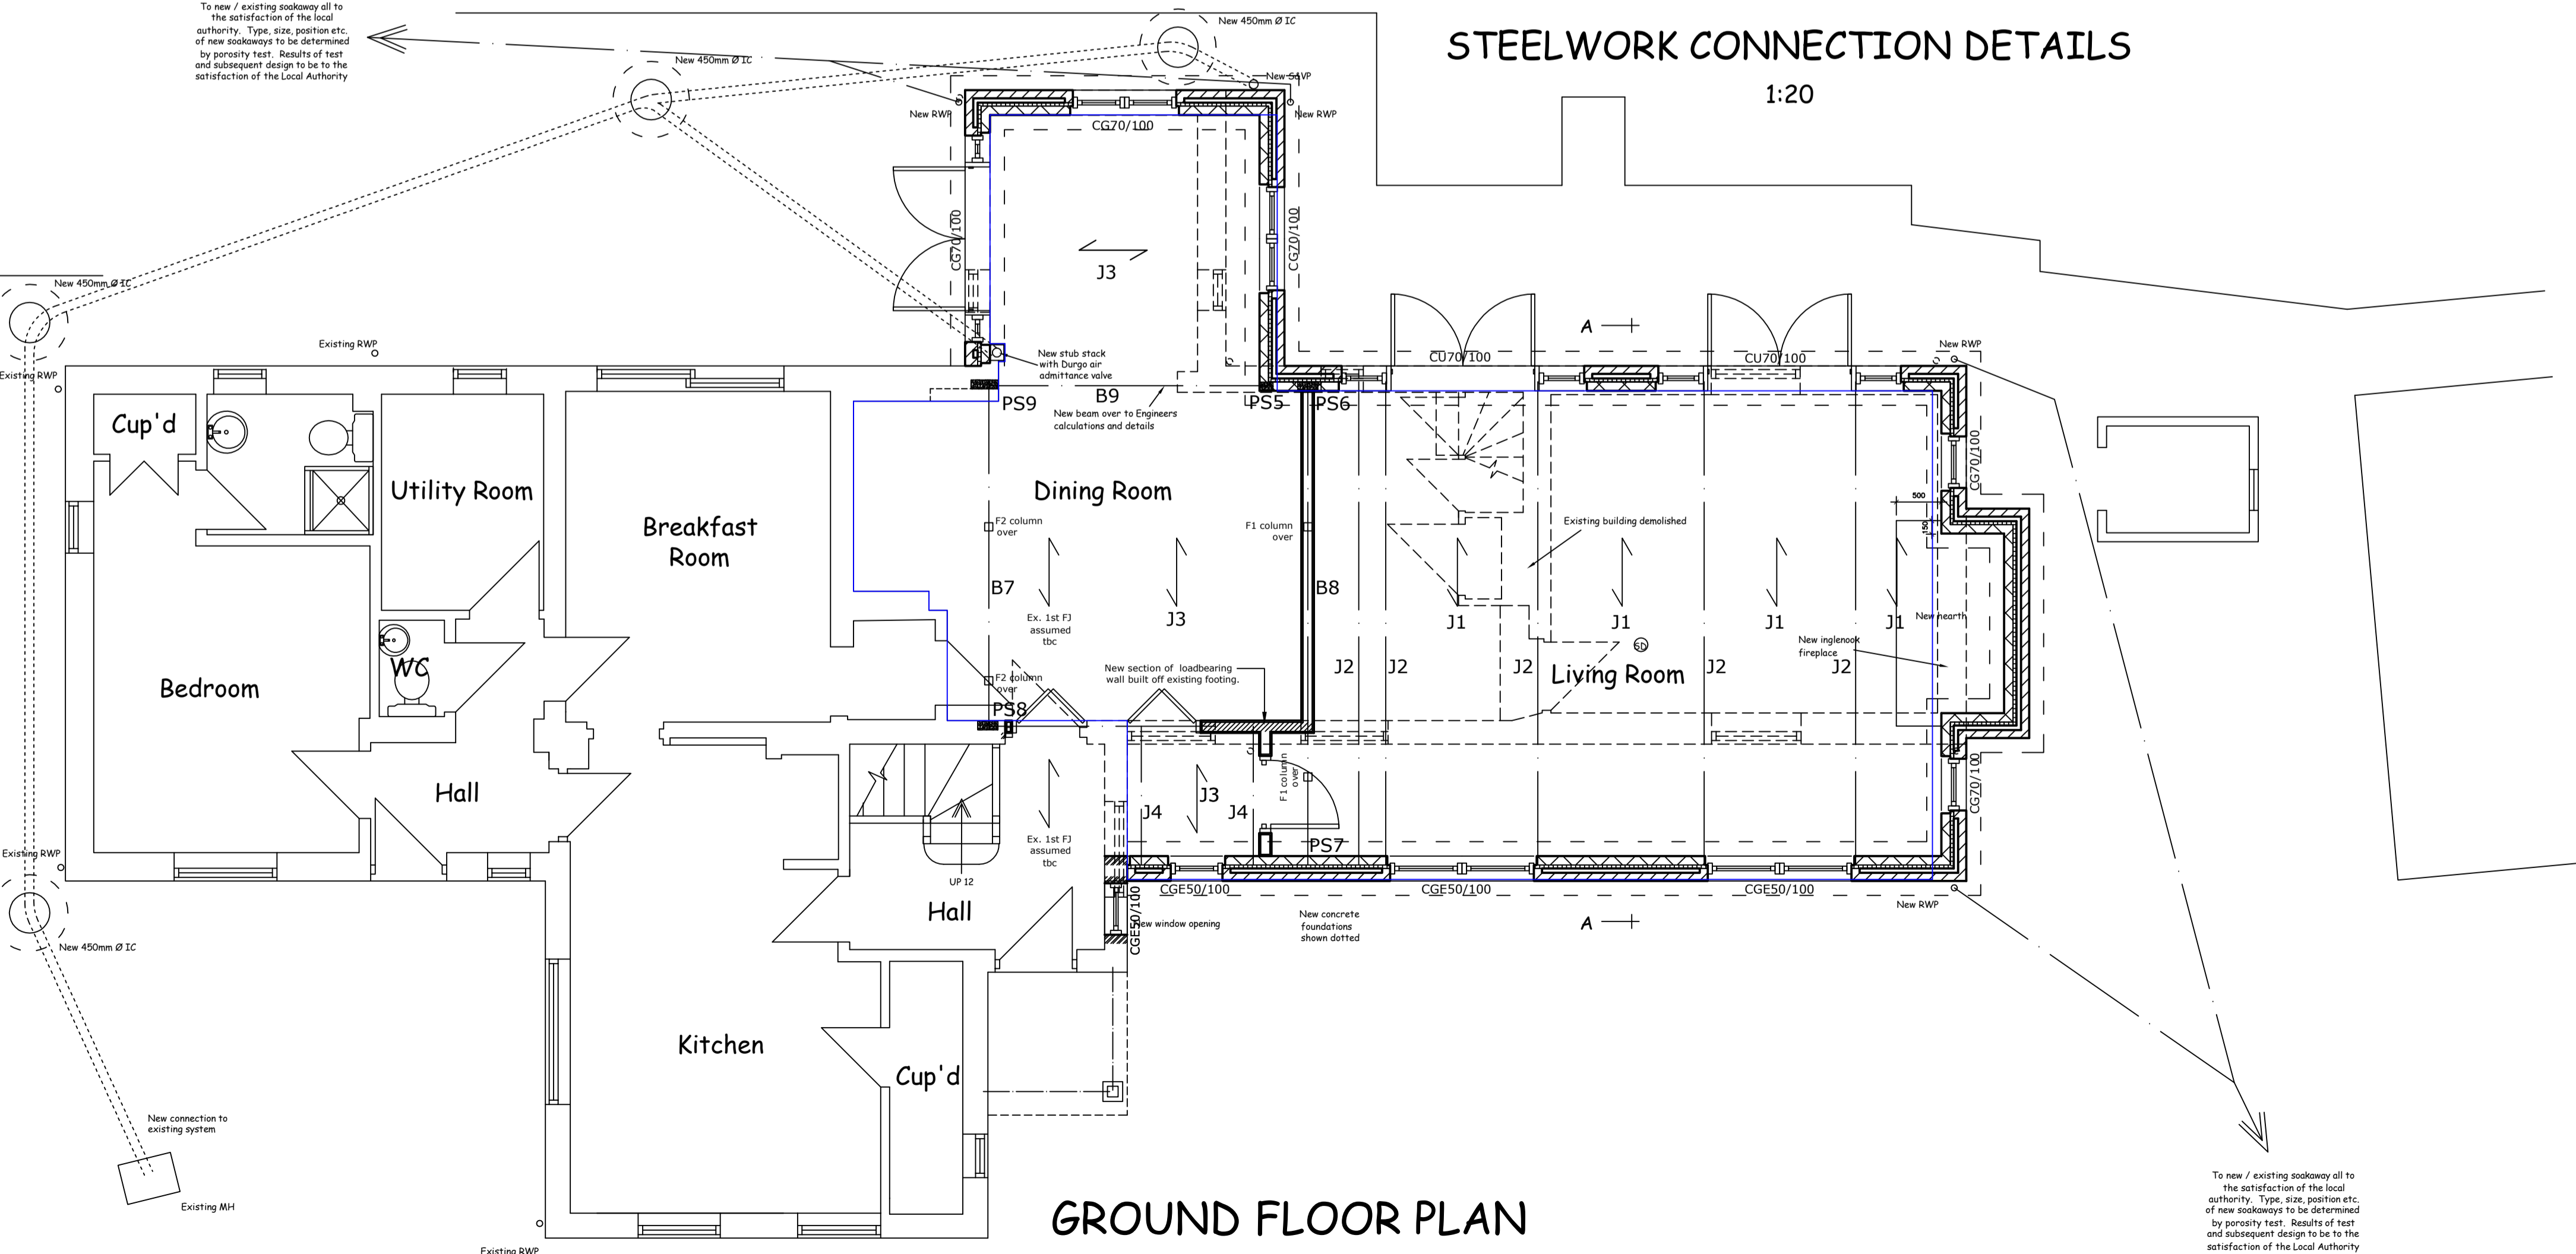 To new / existing soakaway all to
the satisfaction of the local
authority. Type, size, position etc.
of new soakaways to be determined
by porosity test. Results of test
and subsequent design to be to the
satisfaction of the Local Authority
New 450mm Ø IC
New 450mm Ø IC
STEELWORK CONNECTION DETAILS
1:20
New SVP
New RWP
New RWP
CG70/100
CG70/100
CG70/100
J3
New 450mm Ø IC
Existing RWP
Existing RWP
New stub stack
with Durgo air
admittance valve
A
CU70/100
CU70/100
New RWP
PS9
B9
PS5
PS6
New beam over to Engineers
calculations and details
Cup'd
Utility Room
Breakfast
Room
Dining Room
CG70/100
500
150
F2 column
over
F1 column
over
Existing building demolished
B7
B8
Ex. 1st FJ
assumed
tbc
J3
J1
J1
J1
J1
New hearth
New inglenook
fireplace
SD
WC
Bedroom
New section of loadbearing
wall built off existing footing.
J2
J2
J2
J2
J2
Living Room
F2 column
over
PS8
Hall
F1 column
over
J4
J3
J4
CG70/100
PS7
Ex. 1st FJ
assumed
tbc
Existing RWP
UP 12
CGE50/100
CGE50/100
CGE50/100
Hall
CGE50/100
New window opening
New concrete
foundations
shown dotted
A
New RWP
New 450mm Ø IC
Kitchen
Cup'd
New connection to
existing system
Existing MH
Existing RWP
GROUND FLOOR PLAN
To new / existing soakaway all to
the satisfaction of the local
authority. Type, size, position etc.
of new soakaways to be determined
by porosity test. Results of test
and subsequent design to be to the
satisfaction of the Local Authority